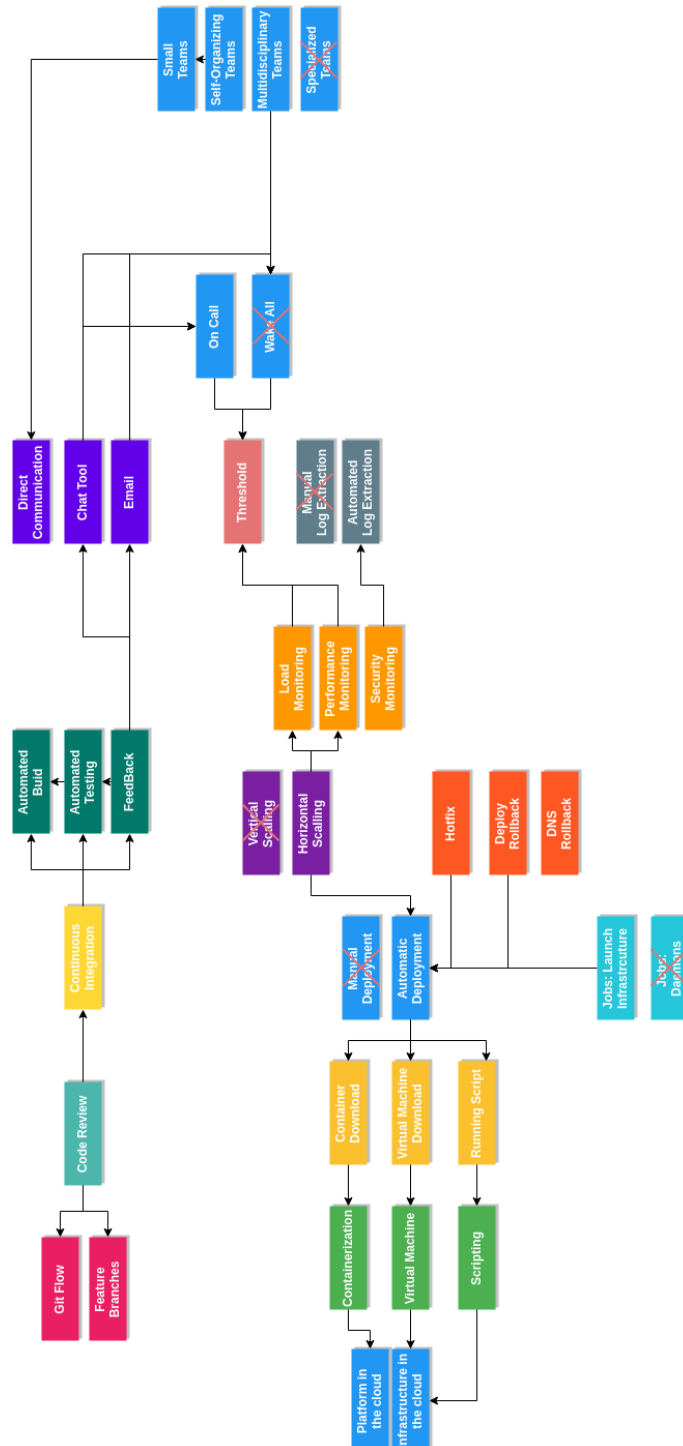 Small
Teams
Self-Organizing
Teams
Multidisciplinary
Teams
Specialized
Teams
On Call
Wake All
Direct
Communication
Chat Tool
Email
Threshold
Manual
Log Extraction
Automated
Log Extraction
Load
Monitoring
Performance
Monitoring
Security
Monitoring
Automated
Buid
Automated
Testing
FeedBack
Vertical
Scalling
Horizontal
Scalling
Hotfix
Deploy
Rollback
DNS
Rollback
Continuous
Integration
Manual
Deployment
Automatic
Deployment
Jobs: Launch
Infrastrcuture
Jobs:
Daemons
Code Review
Container
Download
Virtual Machine
Download
Running Script
Git Flow
Feature
Branches
Containerization
Virtual Machine
Scripting
Platform in
the cloud
nfrastructure in
the cloud